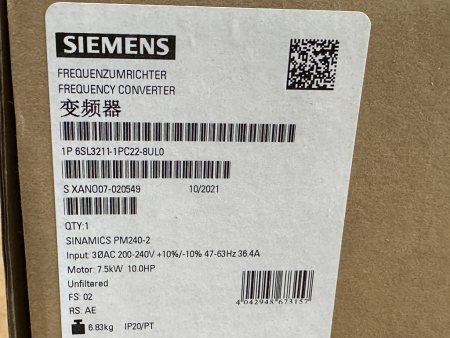 SIEMENS
FREQUENZUMRICHTER
FREQUENCY CONVERTER
变频器
1P 6SL3211-1PC22-8UL0
S XANO07-020549 10/2021
QTY:1
SINAMICS PM240-2
Input: 3ØAC 200-240V +10%/-10% 47-63Hz 36.4A
Motor: 7.5kW 10.0HP
Unfiltered
FS: 02
RS: AE
6.83kg IP20/PT
4 042948 673157